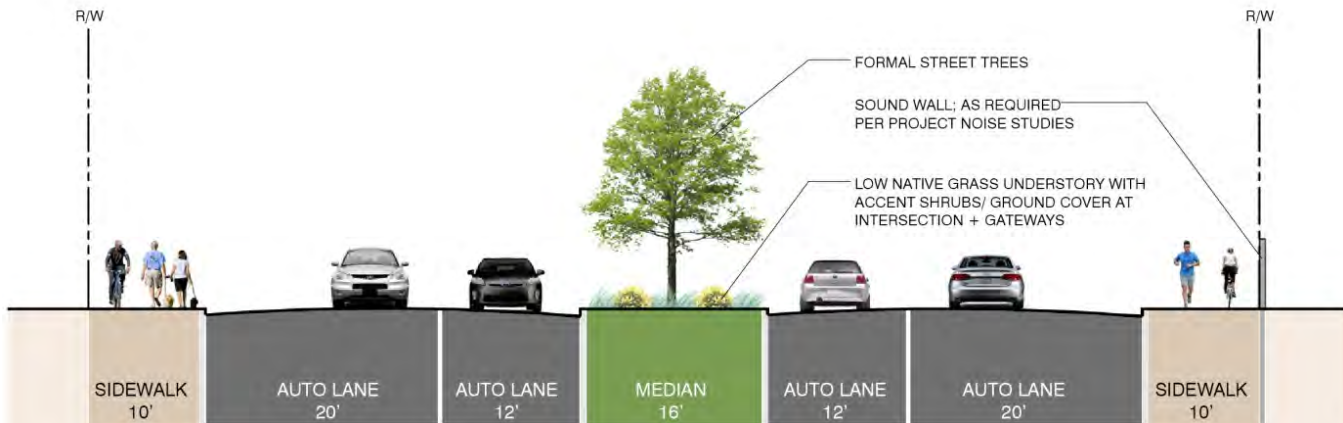 R/W
R/W
FORMAL STREET TREES
SOUND WALL; AS REQUIRED
PER PROJECT NOISE STUDIES
LOW NATIVE GRASS UNDERSTORY WITH
ACCENT SHRUBS/ GROUND COVER AT
INTERSECTION + GATEWAYS
SIDEWALK
10'
AUTO LANE
20'
AUTO LANE
12'
MEDIAN
16'
AUTO LANE
12'
AUTO LANE
20'
SIDEWALK
10'